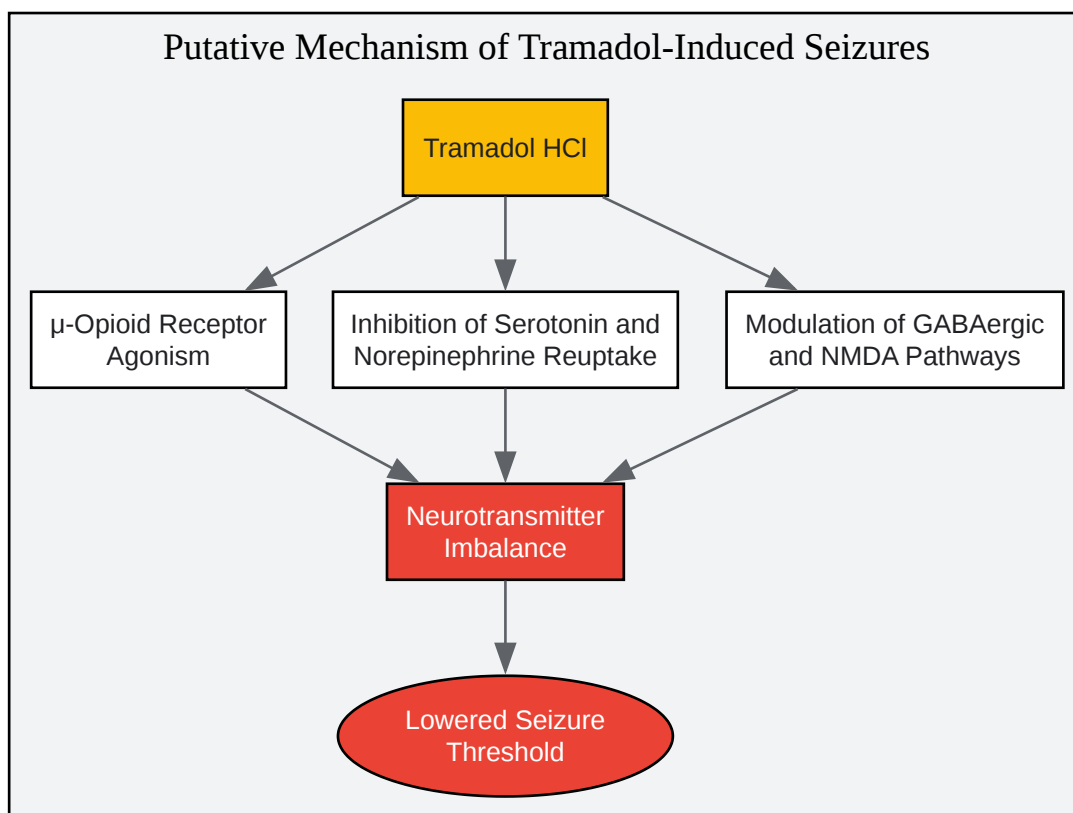 Putative Mechanism of Tramadol-Induced Seizures
Tramadol HCl
μ-Opioid Receptor
Agonism
Inhibition of Serotonin and
Norepinephrine Reuptake
Modulation of GABAergic
and NMDA Pathways
Neurotransmitter
Imbalance
Lowered Seizure
Threshold